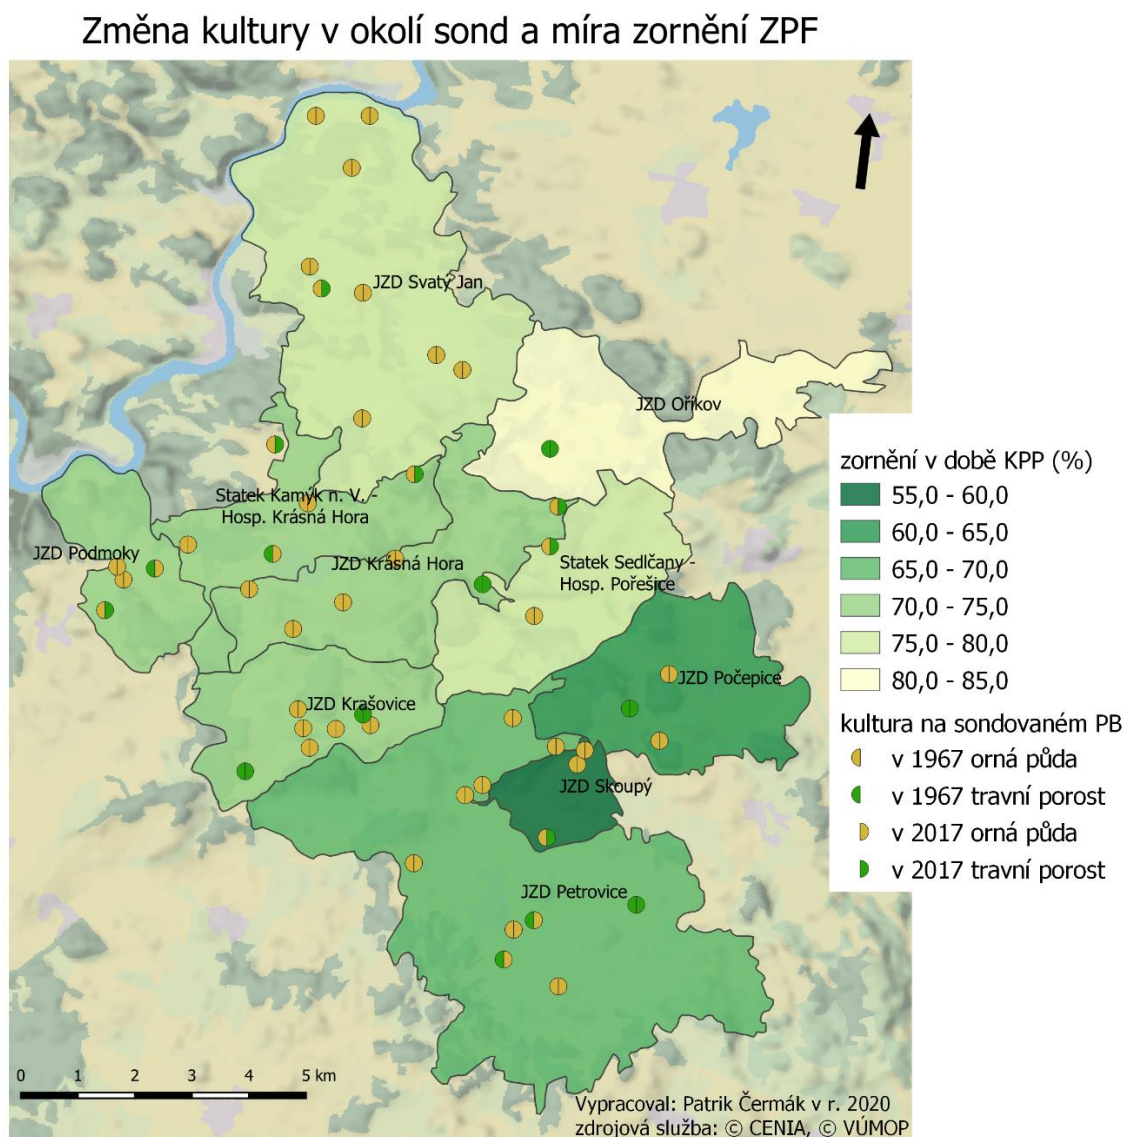 Změna kultury v okolí sond a míra zornění ZPF
JZD Svatý Jan
JZD Oříkov
zornění v době KPP (%)
55,0 - 60,0
60,0 - 65,0
65,0 - 70,0
70,0 - 75,0
75,0 - 80,0
80,0 - 85,0
kultura na sondovaném PB
v 1967 orná půda
v 1967 travní porost
v 2017 orná půda
v 2017 travní porost
Statek Kamýk n. V. -
Hosp. Krásná Hora
JZD Podmoky
JZD Krásná Hora
Statek Sedlčany -
Hosp. Pořešice
JZD Počepice
JZD Krašovice
JZD Skoupý
JZD Petrovice
0 1 2 3 4 5 km
Vypracoval: Patrik Čermák v r. 2020
zdrojová služba: © CENIA, © VÚMOP